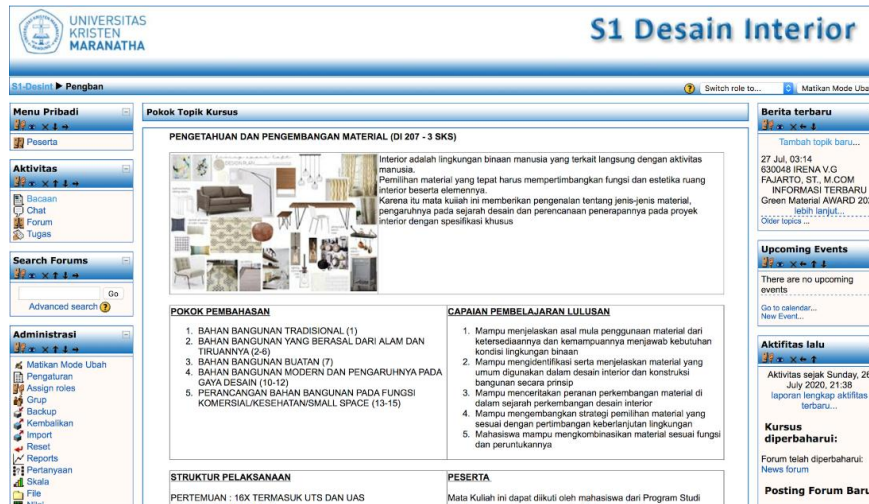 UNIVERSITAS
KRISTEN
MARANATHA
S1 Desain Interior
S1-Desint ► Pengban
Switch role to...
Matikan Mode Uba
Menu Pribadi
Peserta
Aktivitas
Bacaan
Chat
Forum
Tugas
Search Forums
Go
Advanced search
Administrasi
Matikan Mode Ubah
Pengaturan
Assign roles
Grup
Backup
Kembalikan
Import
Reset
Reports
Pertanyaan
Skala
File
Pokok Topik Kursus
PENGETAHUAN DAN PENGEMBANGAN MATERIAL (DI 207 - 3 SKS)
Interior adalah lingkungan binaan manusia yang terkait langsung dengan aktivitas
manusia.
Pemilihan material yang tepat harus mempertimbangkan fungsi dan estetika ruang
interior beserta elemennya.
Karena itu mata kuliah ini memberikan pengenalan tentang jenis-jenis material,
pengaruhnya pada sejarah desain dan perencanaan penerapannya pada proyek
interior dengan spesifikasi khusus
POKOK PEMBAHASAN
1. BAHAN BANGUNAN TRADISIONAL (1)
2. BAHAN BANGUNAN YANG BERASAL DARI ALAM DAN
TIRUANNYA (2-6)
3. BAHAN BANGUNAN BUATAN (7)
4. BAHAN BANGUNAN MODERN DAN PENGARUHNYA PADA
GAYA DESAIN (10-12)
5. PERANCANGAN BAHAN BANGUNAN PADA FUNGSI
KOMERSIAL/KESEHATAN/SMALL SPACE (13-15)
CAPAIAN PEMBELAJARAN LULUSAN
1. Mampu menjelaskan asal mula penggunaan material dari
ketersediaannya dan kemampuannya menjawab kebutuhan
kondisi lingkungan binaan
2. Mampu mengidentifikasi serta menjelaskan material yang
umum digunakan dalam desain interior dan konstruksi
bangunan secara prinsip
3. Mampu menceritakan peranan perkembangan material di
dalam sejarah perkembangan desain interior
4. Mampu mengembangkan strategi pemilihan material yang
sesuai dengan pertimbangan keberlanjutan lingkungan
5. Mahasiswa mampu mengkombinasikan material sesuai fungsi
dan peruntukannya
STRUKTUR PELAKSANAAN
PERTEMUAN : 16X TERMASUK UTS DAN UAS
PESERTA
Mata Kuliah ini dapat diikuti oleh mahasiswa dari Program Studi
Berita terbaru
Tambah topik baru...
27 Jul, 03:14
630048 IRENA V.G
FAJARTO, ST., M.COM
INFORMASI TERBARU
Green Material AWARD 202
lebih lanjut...
Older topics ...
Upcoming Events
There are no upcoming
events
Go to calendar...
New Event...
Aktifitas lalu
Aktifitas sejak Sunday, 26
July 2020, 21:38
laporan lengkap aktifitas
terbaru...
Kursus
diperbaharui:
Forum telah diperbaharui:
News forum
Posting Forum Baru